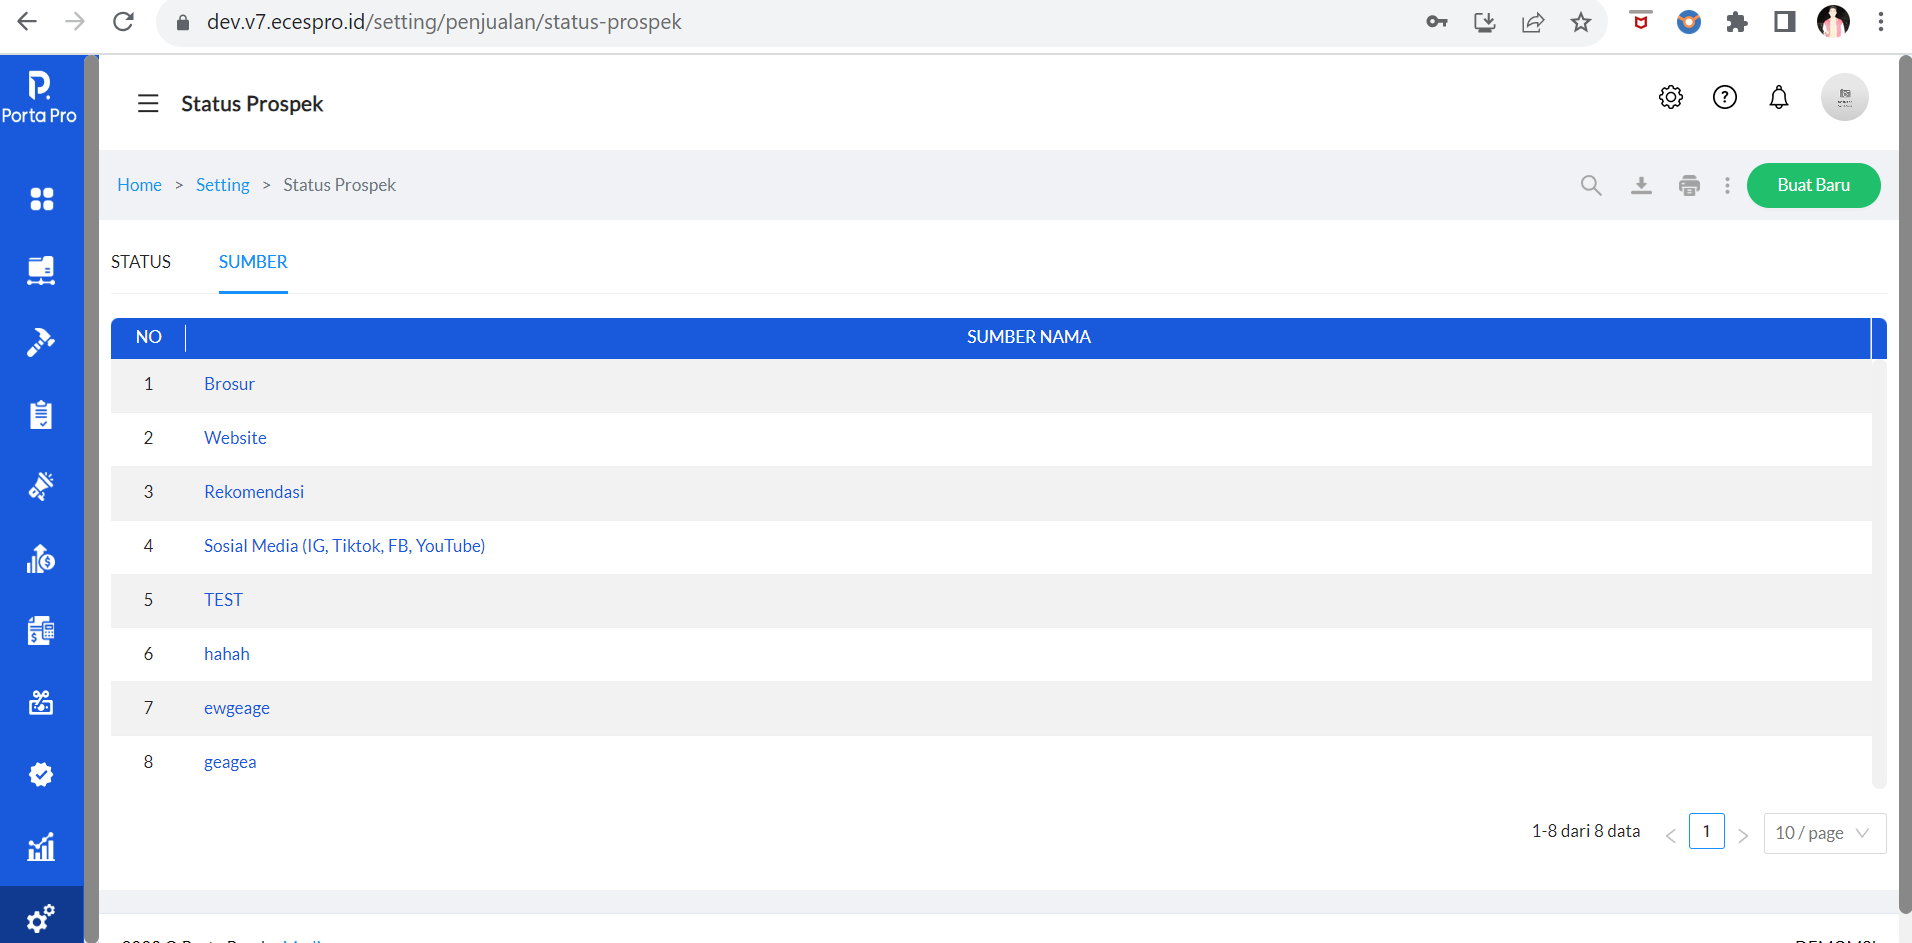 dev.v7.ecespro.id/setting/penjualan/status-prospek
Porta Pro
Status Prospek
Home > Setting > Status Prospek
Buat Baru
STATUS
SUMBER
NO
SUMBER NAMA
1 Brosur
2 Website
3 Rekomendasi
4 Sosial Media (IG, Tiktok, FB, YouTube)
5 TEST
6 hahah
7 ewgeage
8 geagea
1-8 dari 8 data < 1 > 10 / page